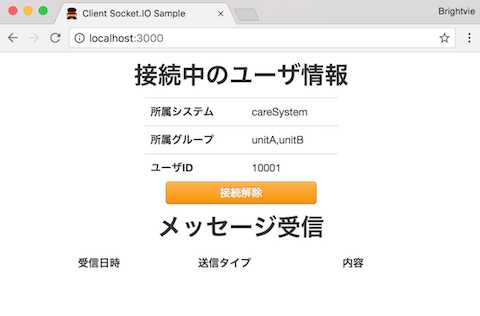 Client Socket.IO Sample
Brightvie
localhost:3000
接続中のユーザ情報
所属システム careSystem
所属グループ unitA,unitB
ユーザID 10001
接続解除
メッセージ受信
受信日時 送信タイプ 内容